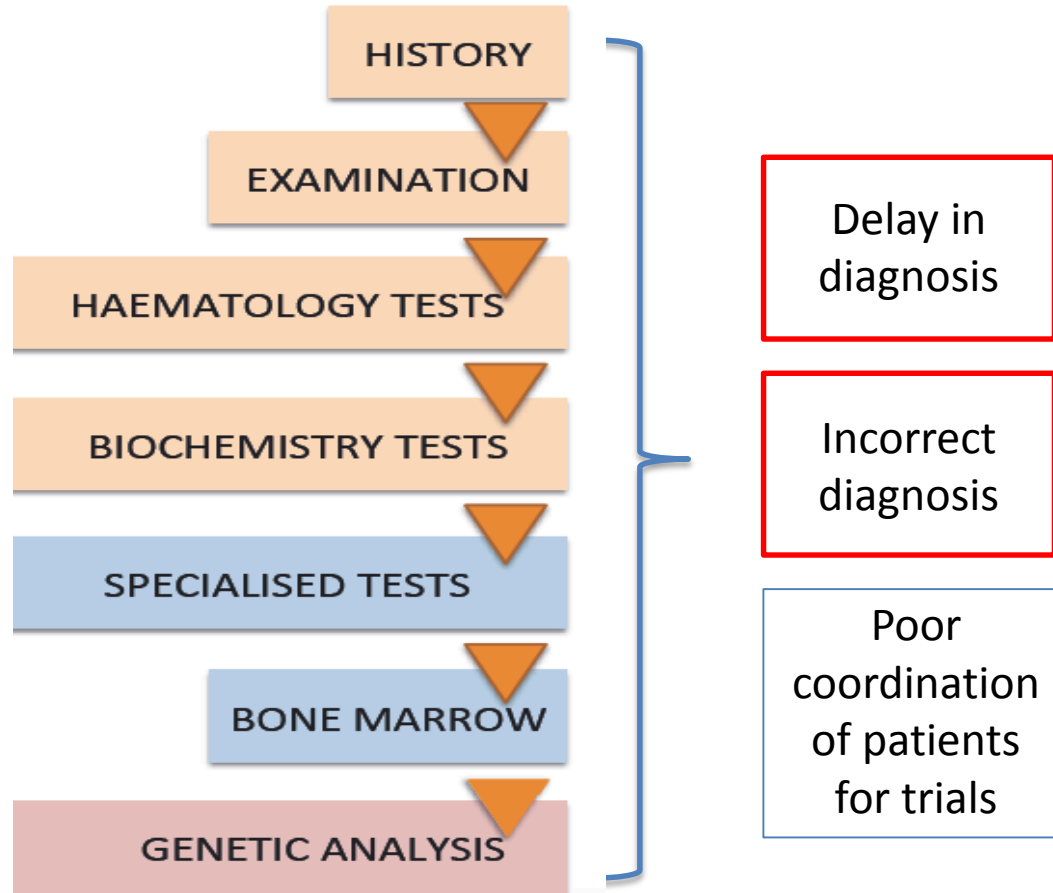 HISTORY
EXAMINATION
HAEMATOLOGY TESTS
BIOCHEMISTRY TESTS
SPECIALISED TESTS
BONE MARROW
GENETIC ANALYSIS
Delay in
diagnosis
Incorrect
diagnosis
Poor
coordination
of patients
for trials